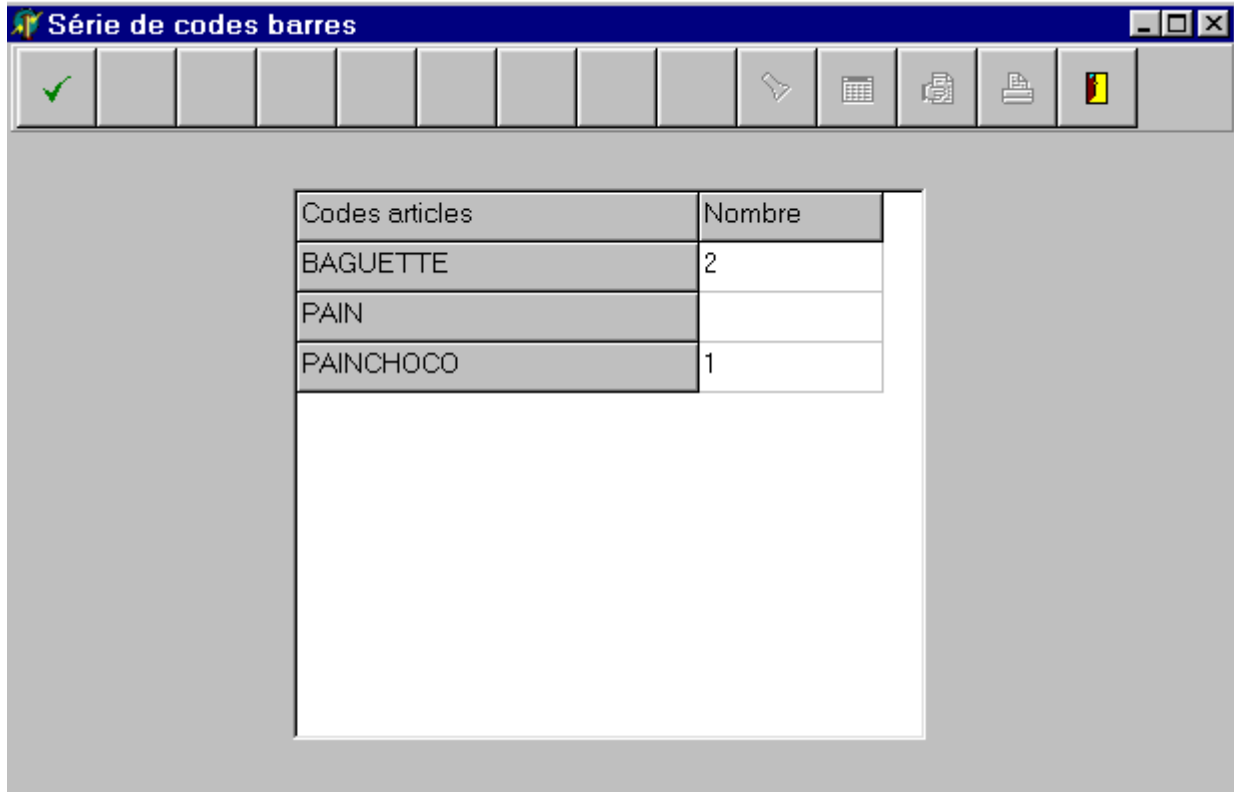 Série de codes barres
Codes articles Nombre
BAGUETTE 2
PAIN
PAINCHOCO 1